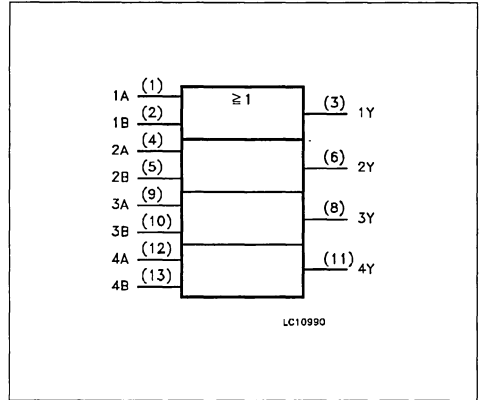 ≧1
1A (1)
1B (2)
2A (4)
2B (5)
3A (9)
3B (10)
4A (12)
4B (13)
(3) 1Y
(6) 2Y
(8) 3Y
(11) 4Y
LC10990